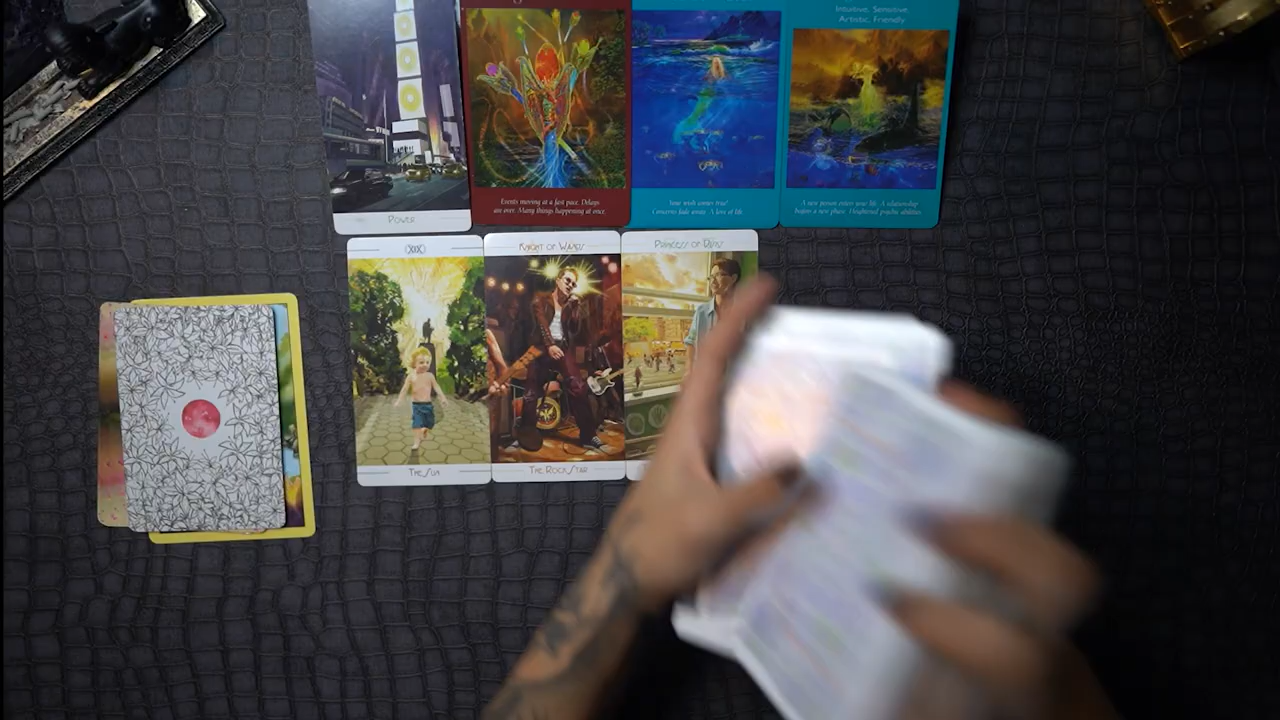 Intuitive, Sensitive,
Artistic, Friendly
Power
Events moving at a fast pace. Delays
are over. Many things happening at once.
Your wish comes true!
Concerns fade away. A love of life.
A new person enters your life. A relationship
begins a new phase. Heightened psychic abilities.
XIX
Knight of
Princess of
The Sun
The Rock Star